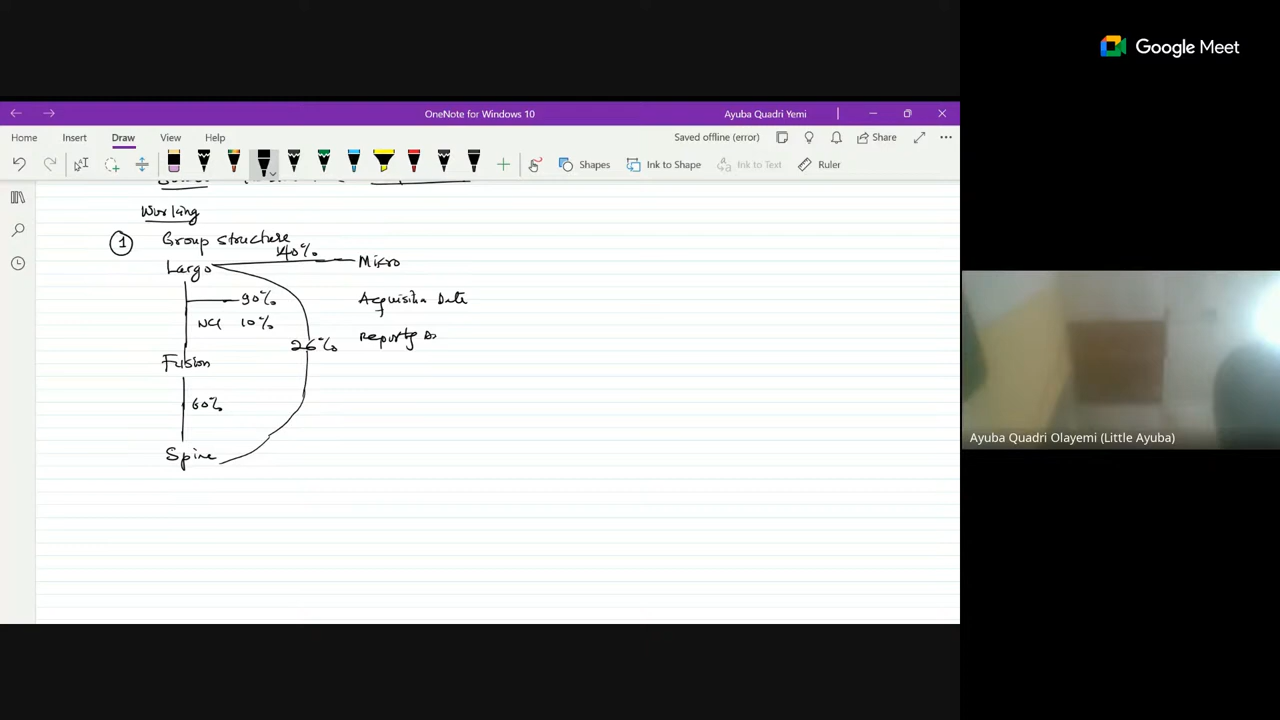 Google Meet
OneNote for Windows 10
Ayuba Quadri Yemi
Home Insert Draw View Help
Saved offline (error)
Share
Shapes
Ink to Shape
Ink to Text
Ruler
Working
1 Group structure
40%
Largo
Micro
90%
Acquisition Date
NCI 10%
26%
Fusion
60%
Spine
Ayuba Quadri Olayemi (Little Ayuba)